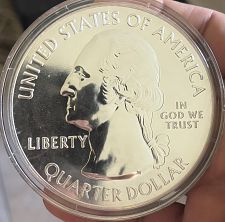 UNITED STATES OF AMERICA
LIBERTY
IN
GOD WE
TRUST
QUARTER DOLLAR